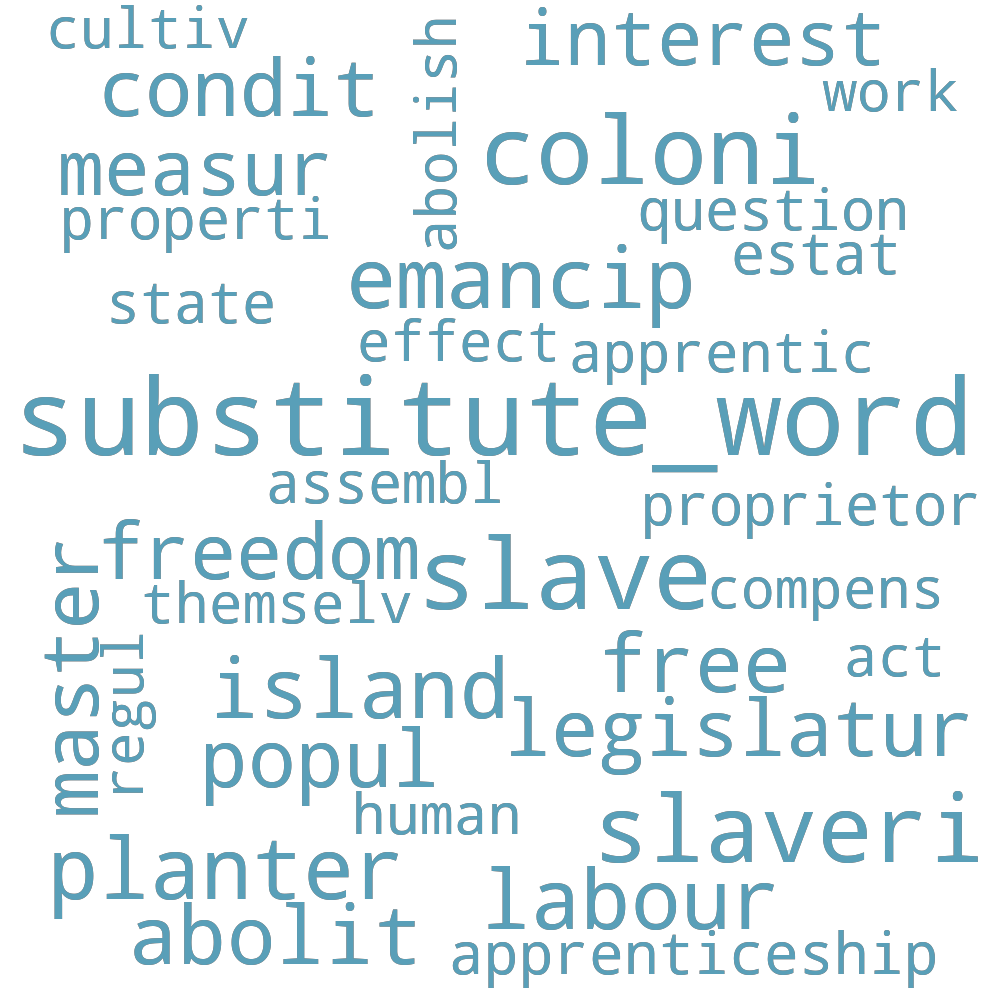 cultiv
interest
condit
abolish
work
coloni
measur
properti
question
estat
emancip
state
effect
apprentic
substitute_word
assembl
proprietor
freedom
slave
themselv
compens
master
regul
free
act
island
legislatur
popul
human
slaveri
planter
labour
abolit
apprenticeship